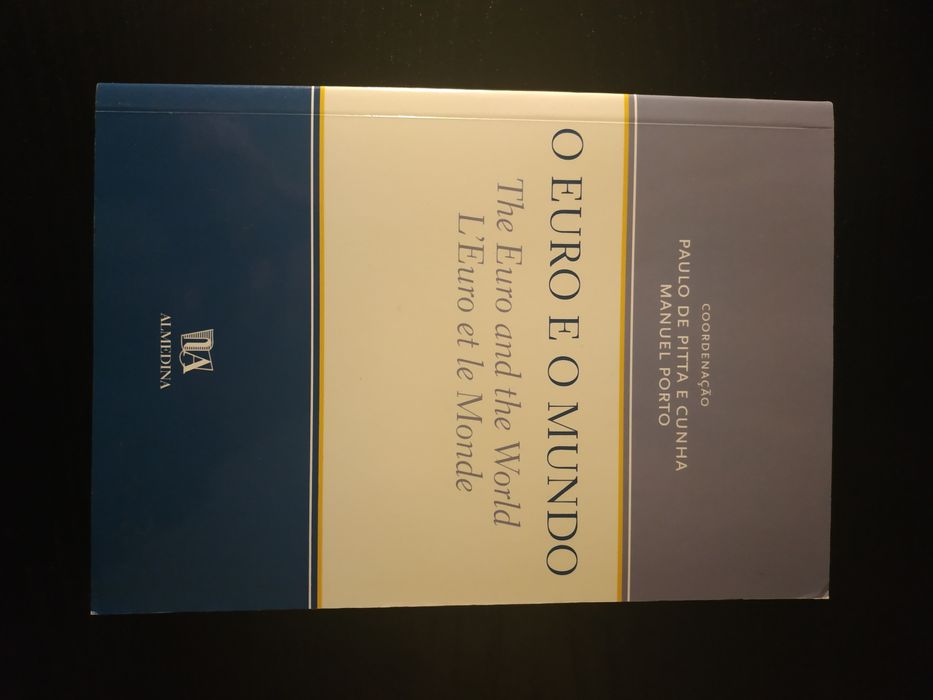 COORDENAÇÃO
PAULO DE PITTA E CUNHA
MANUEL PORTO
O EURO E O MUNDO
The Euro and the World
L'Euro et le Monde
ALMEDINA